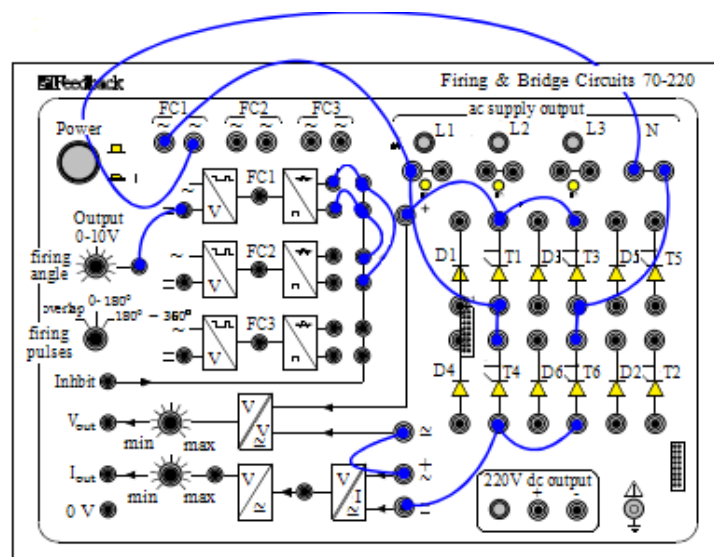 Feedback
Firing & Bridge Circuits 70-220
FC1 FC2 FC3
ac supply output
~ ~ ~ ~ ~ ~
Power
L1 L2 L3 N
I
~ FC1
V
Output
0-10V
+
firing
angle
~ FC2
V
D1 T1 D3 T3 D5 T5
overlap 0-180°
180° - 360°
firing
pulses
~ FC3
V
Inhbit
D4 T4 D6 T6 D2 T2
Vout
min max
V
V
≃
≃
Iout
min max
V
≃
V
I
≃
+
~
−
0 V
220V dc output
+ -